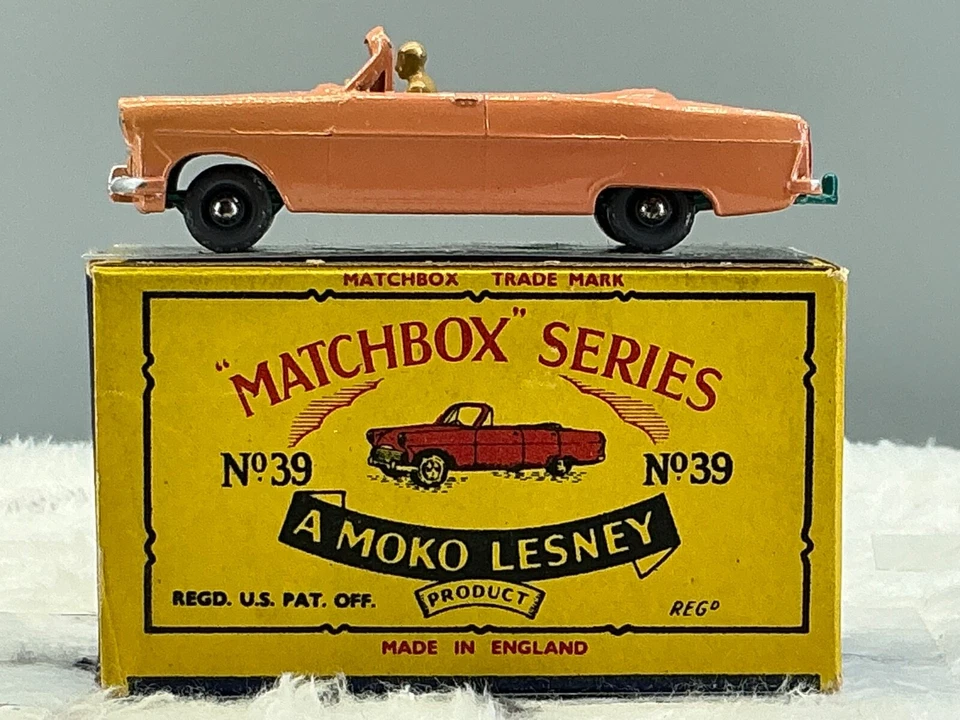 MATCHBOX TRADE MARK
"MATCHBOX" SERIES
Nº39 Nº39
A MOKO LESNEY
PRODUCT
REGD. U.S. PAT. OFF. REGD
MADE IN ENGLAND